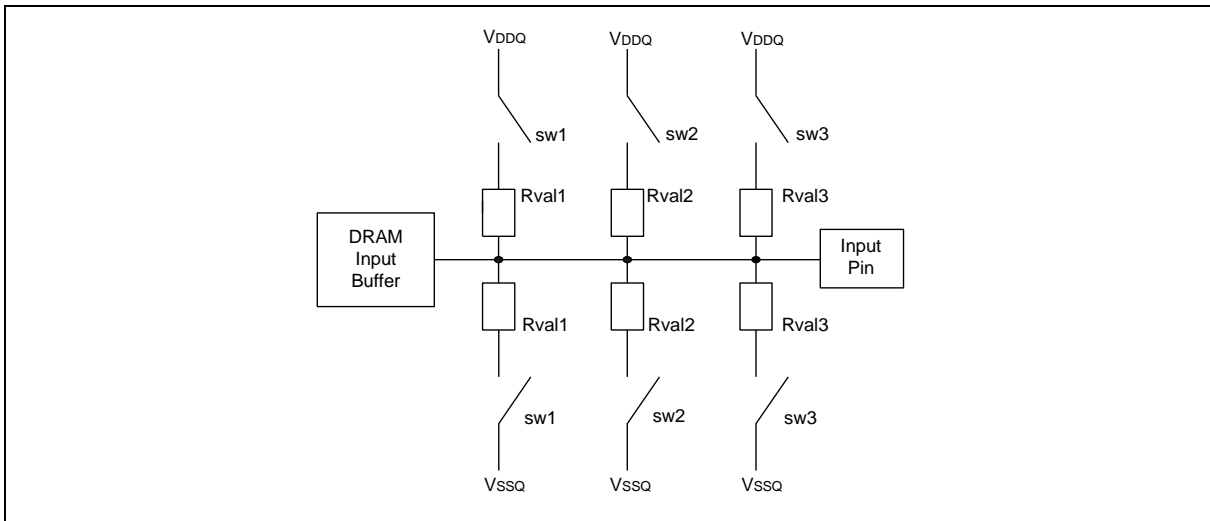 VDDQ VDDQ VDDQ
sw1 sw2 sw3
Rval1 Rval2 Rval3
DRAM
Input
Buffer
Input
Pin
Rval1 Rval2 Rval3
sw1 sw2 sw3
VSSQ VSSQ VSSQ